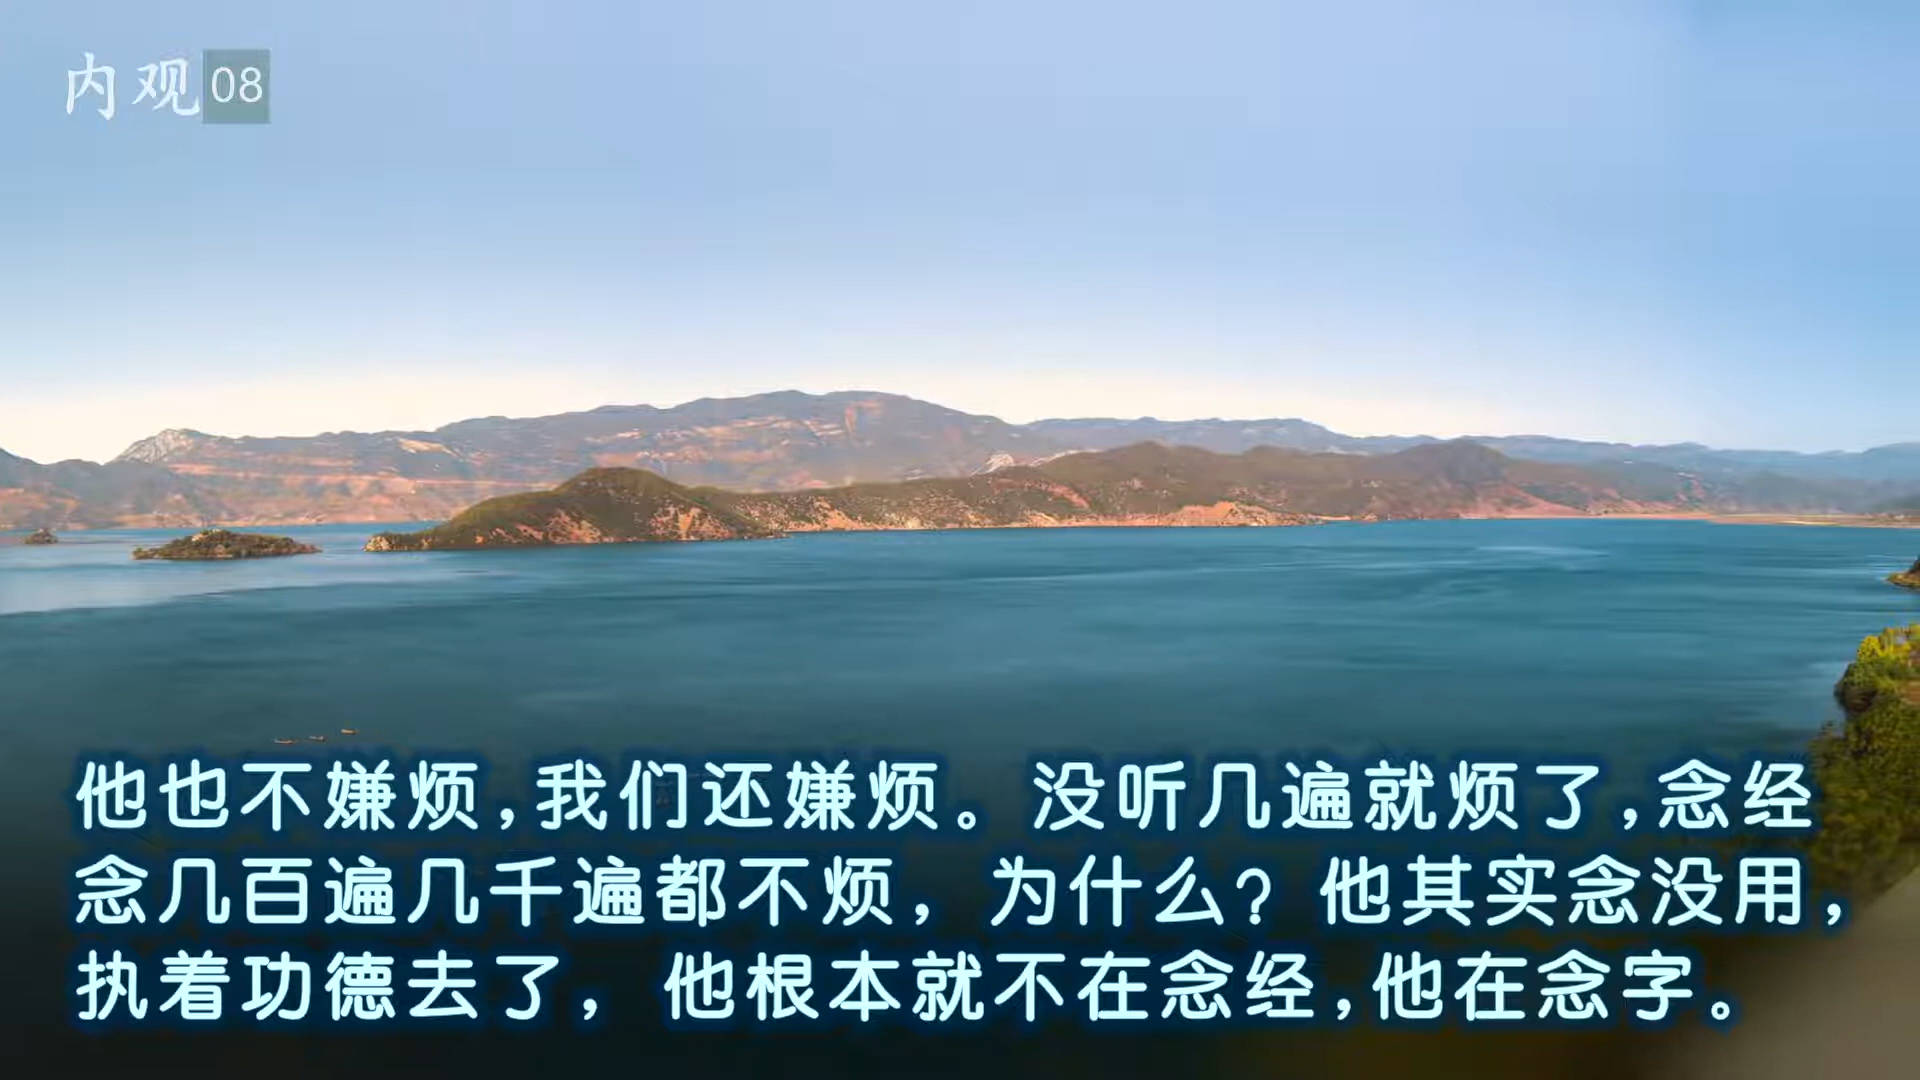 内观08
他也不嫌烦,我们还嫌烦。没听几遍就烦了,念经
念几百遍几千遍都不烦，为什么?他其实念没用，
执着功德去了，他根本就不在念经,他在念字。